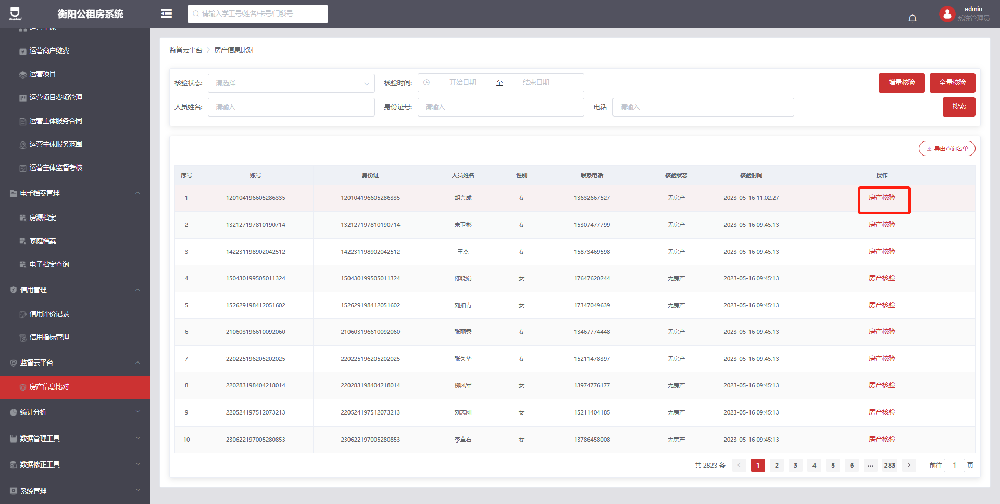 dendon
衡阳公租房系统
请输入学工号/姓名/卡号/门锁号
admin
系统管理员
运营主体
运营商户缴费
运营项目
运营项目费项管理
运营主体服务合同
运营主体服务范围
运营主体监督考核
电子档案管理
房源档案
家庭档案
电子档案查询
信用管理
信用评价记录
信用指标管理
监督云平台
房产信息比对
统计分析
数据管理工具
数据修正工具
系统管理
监督云平台 > 房产信息比对
核验状态: 请选择 核验时间: 开始日期 至 结束日期 增量核验 全量核验
人员姓名: 请输入 身份证号: 请输入 电话 请输入 搜索
导出查询名单
序号 账号 身份证 人员姓名 性别 联系电话 核验状态 核验时间 操作
1 120104196605286335 120104196605286335 胡兴成 女 13632667527 无房产 2023-05-16 11:02:27 房产核验
2 132127197810190714 132127197810190714 朱卫彬 女 15307477799 无房产 2023-05-16 09:45:13 房产核验
3 142231198902042512 142231198902042512 王杰 女 15873469598 无房产 2023-05-16 09:45:13 房产核验
4 150430199505011324 150430199505011324 陈晓娟 女 17647620244 无房产 2023-05-16 09:45:13 房产核验
5 152629198412051602 152629198412051602 刘扣青 女 17347049639 无房产 2023-05-16 09:45:13 房产核验
6 210603196610092060 210603196610092060 张丽秀 女 13467774448 无房产 2023-05-16 09:45:13 房产核验
7 220225196205202025 220225196205202025 张久华 女 15211478397 无房产 2023-05-16 09:45:13 房产核验
8 220283198404218014 220283198404218014 柳风军 女 13974776177 无房产 2023-05-16 09:45:13 房产核验
9 220524197512073213 220524197512073213 刘志刚 女 15211404185 无房产 2023-05-16 09:45:13 房产核验
10 230622197005280853 230622197005280853 李卓石 女 13786458008 无房产 2023-05-16 09:45:13 房产核验
共 2823 条 < 1 2 3 4 5 6 ••• 283 > 前往 1 页